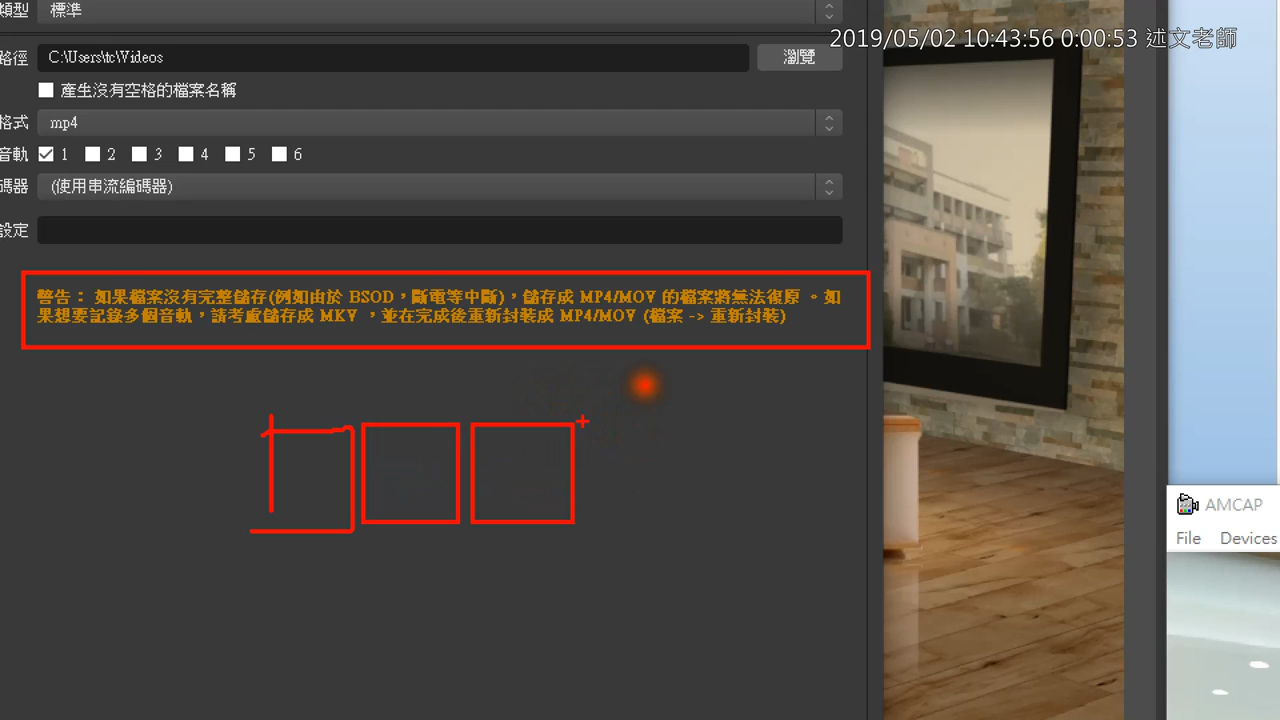 類型 標準
2019/05/02 10:43:56 0:00:53 述文老師
路徑 C:\Users\tc\Videos 瀏覽
產生沒有空格的檔案名稱
格式 mp4
音軌 1 2 3 4 5 6
碼器 (使用串流編碼器)
設定
警告： 如果檔案沒有完整儲存(例如由於 BSOD，斷電等中斷)，儲存成 MP4/MOV 的檔案將無法復原 。如
果想要記錄多個音軌，請考慮儲存成 MKV ，並在完成後重新封裝成 MP4/MOV (檔案 -> 重新封裝)
AMCAP
File Devices